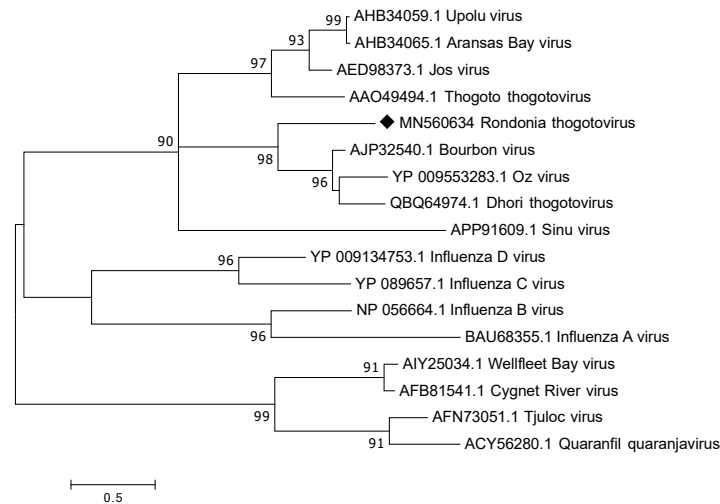 99
AHB34059.1 Upolu virus
93
AHB34065.1 Aransas Bay virus
97
AED98373.1 Jos virus
AAO49494.1 Thogoto thogotovirus
90
MN560634 Rondonia thogotovirus
98
AJP32540.1 Bourbon virus
96
YP 009553283.1 Oz virus
QBQ64974.1 Dhori thogotovirus
APP91609.1 Sinu virus
96
YP 009134753.1 Influenza D virus
YP 089657.1 Influenza C virus
NP 056664.1 Influenza B virus
96
BAU68355.1 Influenza A virus
91
AIY25034.1 Wellfleet Bay virus
AFB81541.1 Cygnet River virus
99
AFN73051.1 Tjuloc virus
91
ACY56280.1 Quaranfil quaranjavirus
0.5